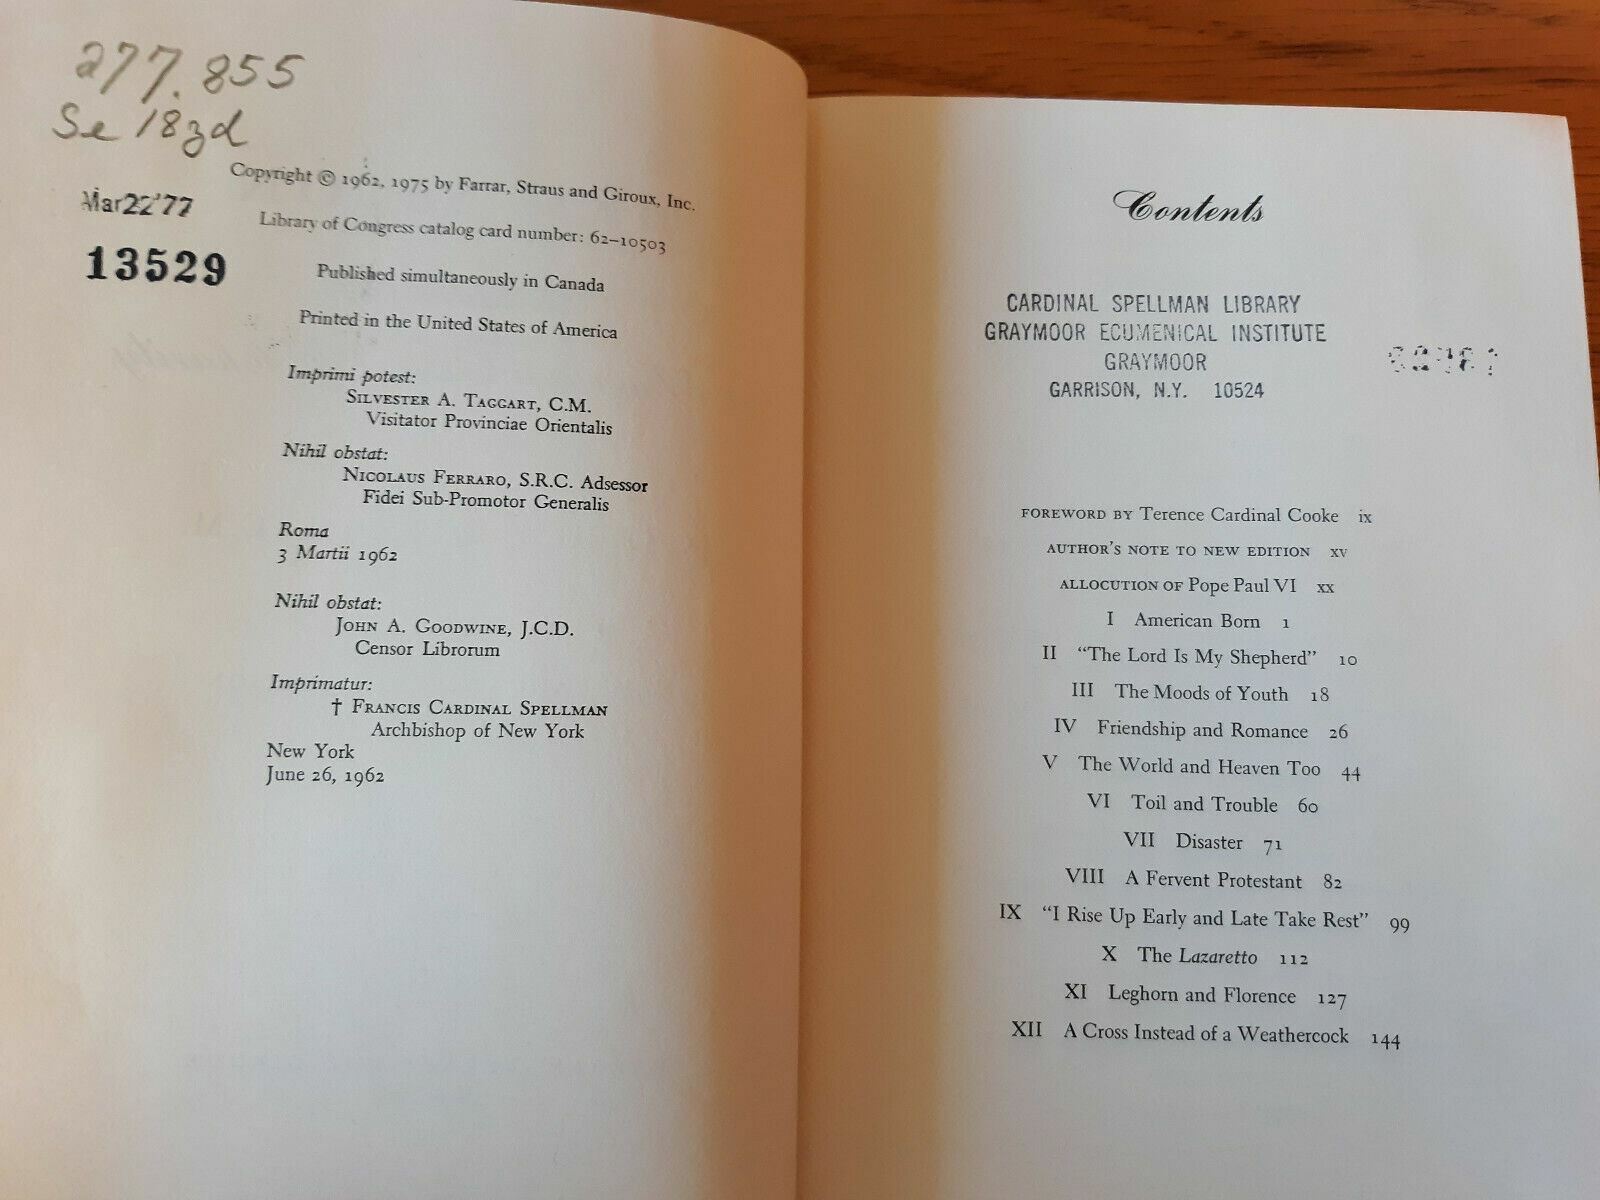 277.855
Se 18zd
Copyright © 1962, 1975 by Farrar, Straus and Giroux, Inc.
Mar 22 '77
Library of Congress catalog card number: 62–10503
13529
Published simultaneously in Canada
Printed in the United States of America
Imprimi potest:
Silvester A. Taggart, C.M.
Visitator Provinciae Orientalis
Nihil obstat:
Nicolaus Ferraro, S.R.C. Adsessor
Fidei Sub-Promotor Generalis
Roma
3 Martii 1962
Nihil obstat:
John A. Goodwine, J.C.D.
Censor Librorum
Imprimatur:
† Francis Cardinal Spellman
Archbishop of New York
New York
June 26, 1962
Contents
CARDINAL SPELLMAN LIBRARY
GRAYMOOR ECUMENICAL INSTITUTE
GRAYMOOR
GARRISON, N.Y. 10524
FOREWORD BY Terence Cardinal Cooke ix
AUTHOR'S NOTE TO NEW EDITION xv
ALLOCUTION OF Pope Paul VI xx
I American Born 1
II "The Lord Is My Shepherd" 10
III The Moods of Youth 18
IV Friendship and Romance 26
V The World and Heaven Too 44
VI Toil and Trouble 60
VII Disaster 71
VIII A Fervent Protestant 82
IX "I Rise Up Early and Late Take Rest" 99
X The Lazaretto 112
XI Leghorn and Florence 127
XII A Cross Instead of a Weathercock 144